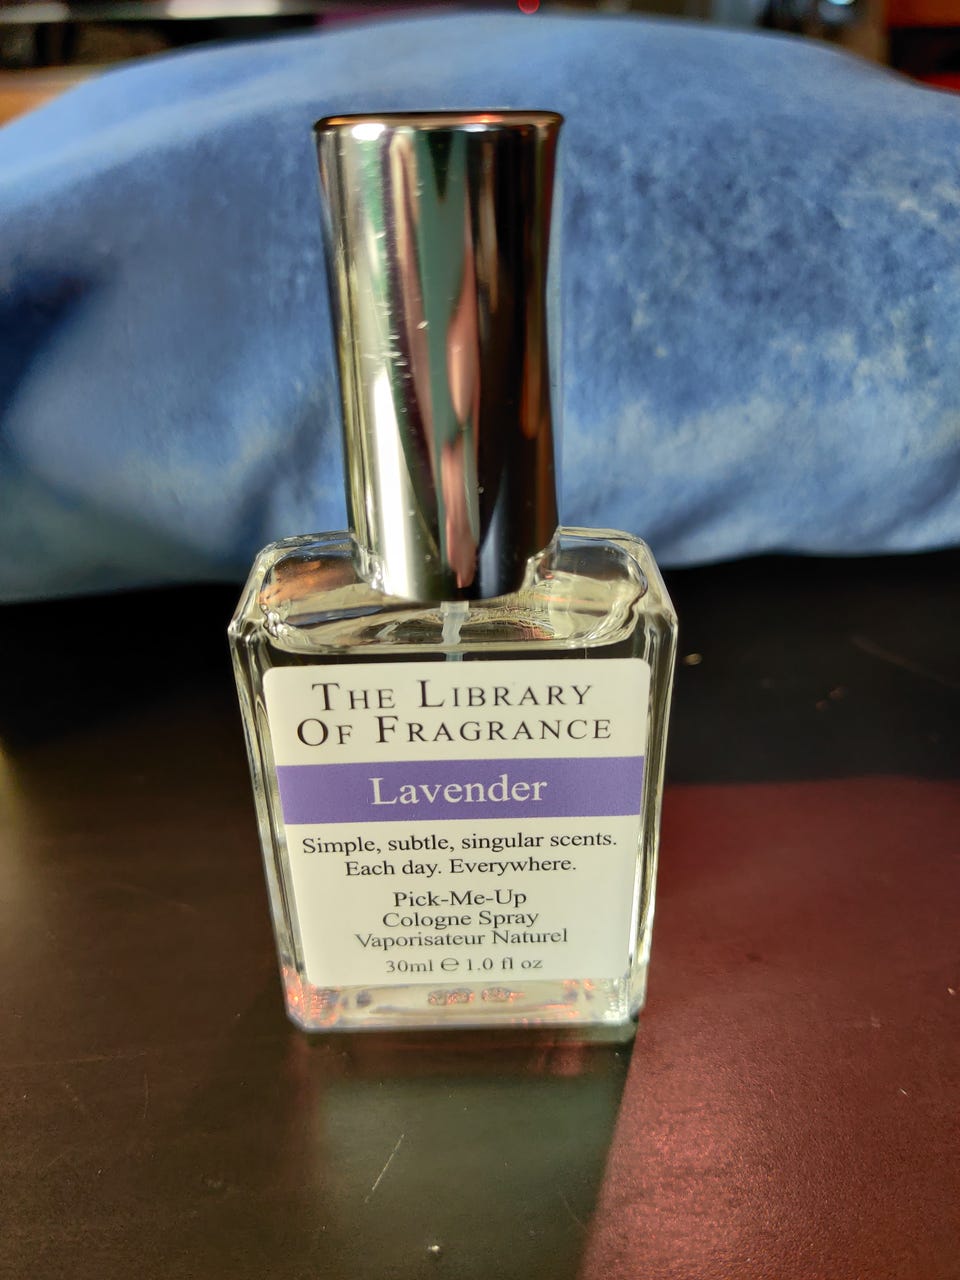 The Library
Of Fragrance
Lavender
Simple, subtle, singular scents.
Each day. Everywhere.
Pick-Me-Up
Cologne Spray
Vaporisateur Naturel
30ml ℮ 1.0 fl oz